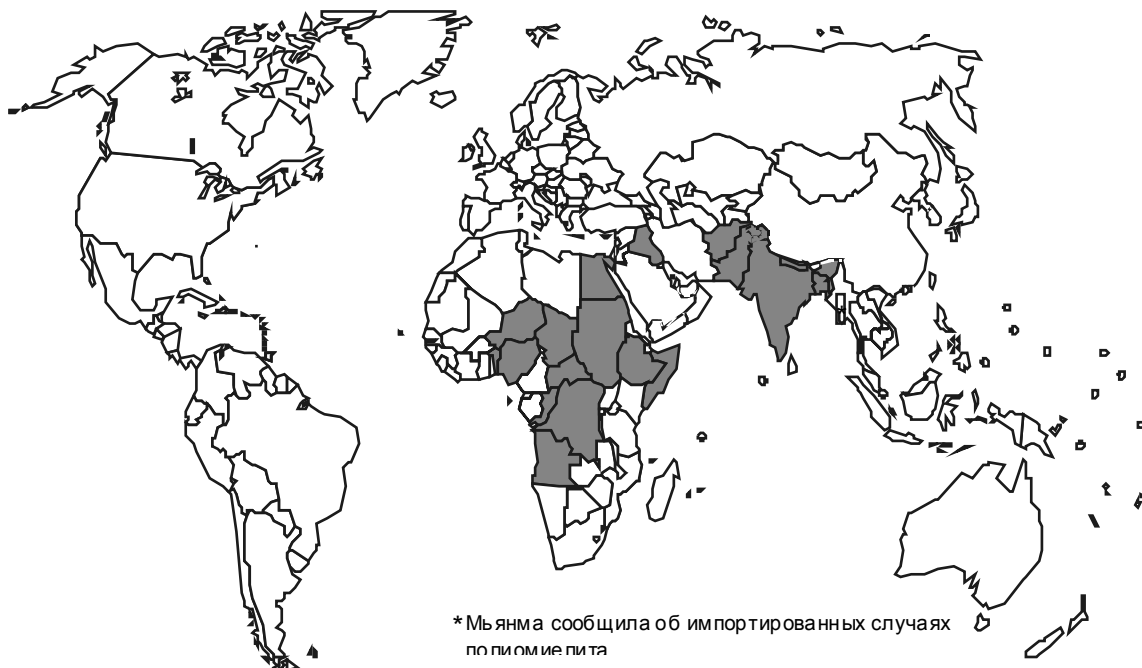 *Мьянма сообщила об импортированных случаях
полиомиелита